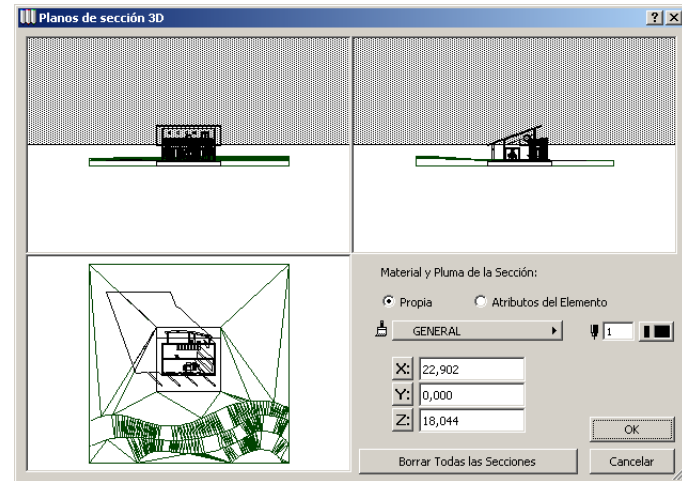 Planos de sección 3D
Material y Pluma de la Sección:
Propia Atributos del Elemento
GENERAL 1
X: 22,902
Y: 0,000
Z: 18,044
OK
Borrar Todas las Secciones Cancelar